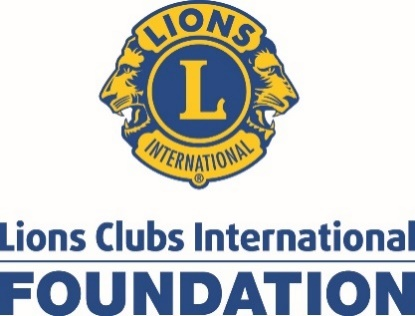 LIONS
L
INTERNATIONAL
®
Lions Clubs International
FOUNDATION